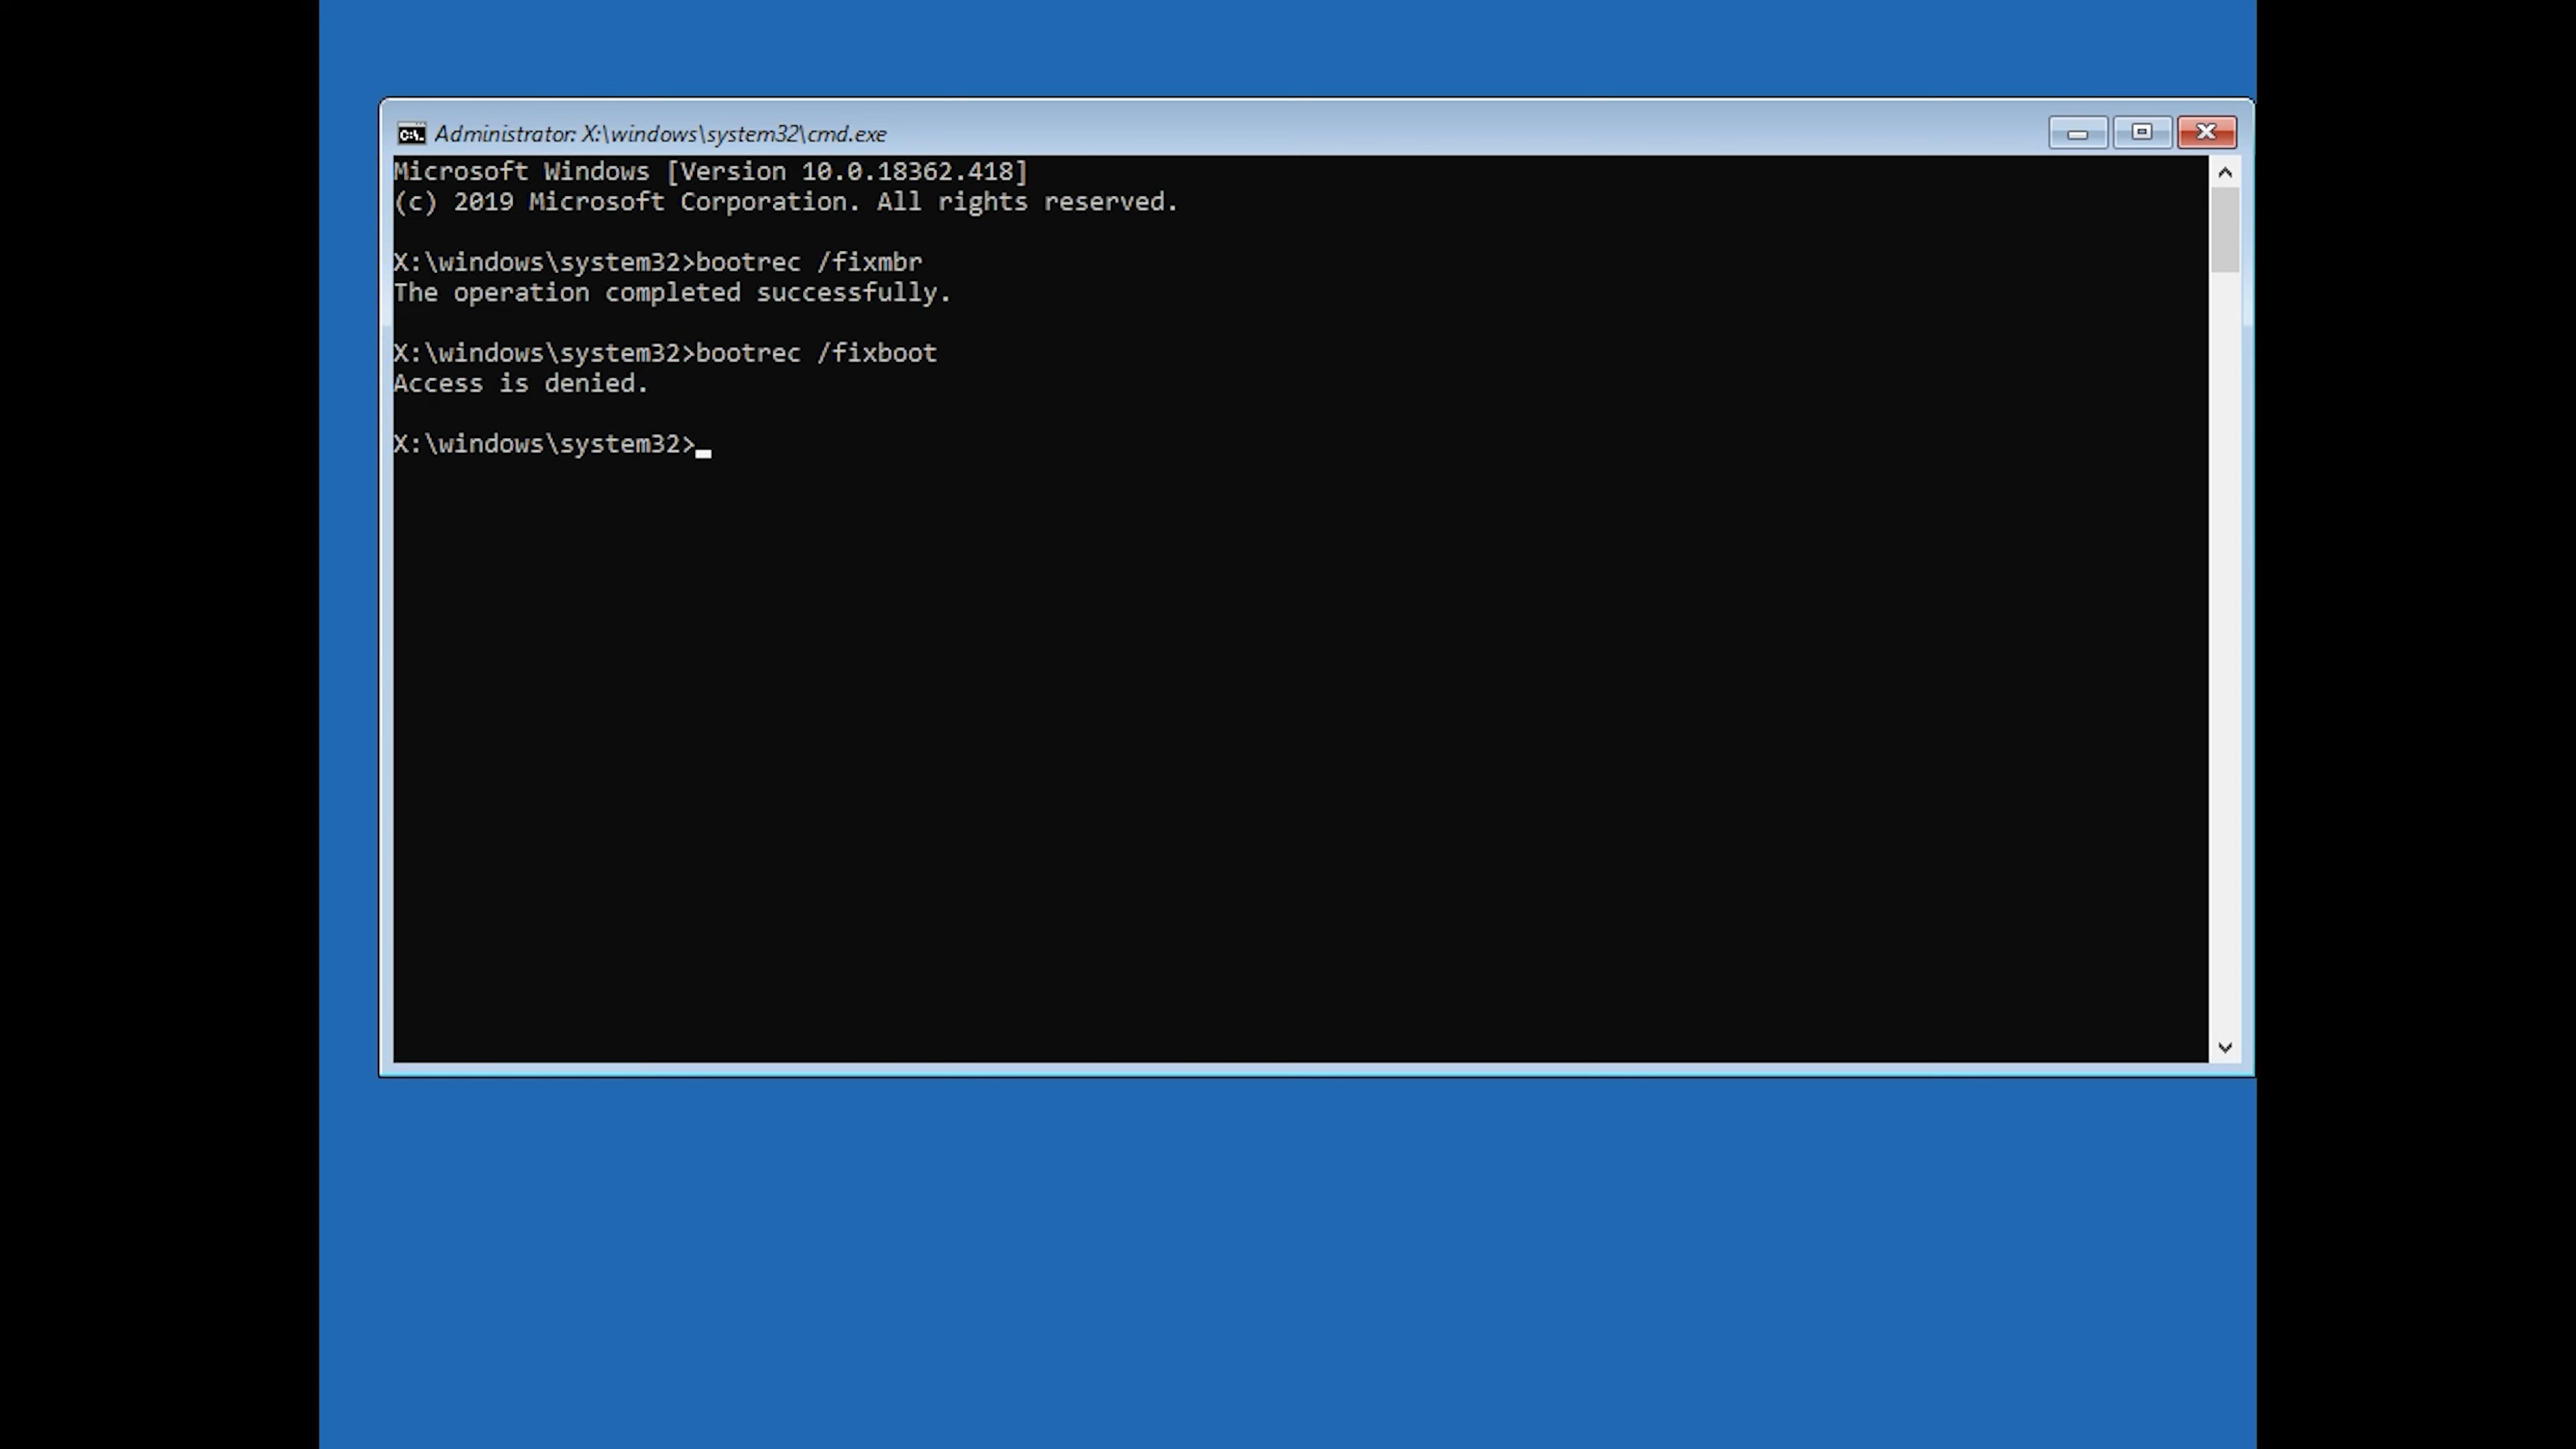 Administrator: X:\windows\system32\cmd.exe
Microsoft Windows [Version 10.0.18362.418]
(c) 2019 Microsoft Corporation. All rights reserved.
X:\windows\system32>bootrec /fixmbr
The operation completed successfully.
X:\windows\system32>bootrec /fixboot
Access is denied.
X:\windows\system32>